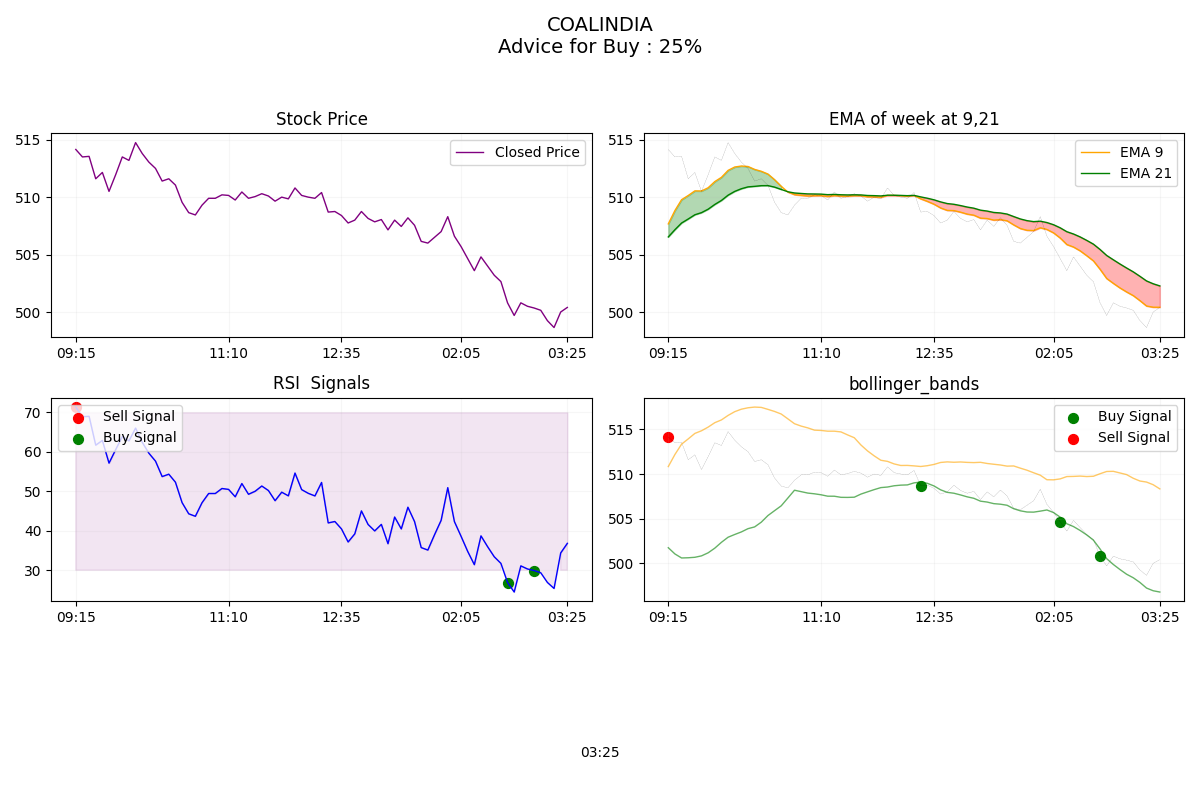 COALINDIA
Advice for Buy : 25%
Stock Price
515
510
505
500
Closed Price
09:15
11:10
12:35
02:05
03:25
EMA of week at 9,21
515
510
505
500
EMA 9
EMA 21
09:15
11:10
12:35
02:05
03:25
RSI  Signals
70
60
50
40
30
Sell Signal
Buy Signal
09:15
11:10
12:35
02:05
03:25
bollinger_bands
515
510
505
500
Buy Signal
Sell Signal
09:15
11:10
12:35
02:05
03:25
03:25